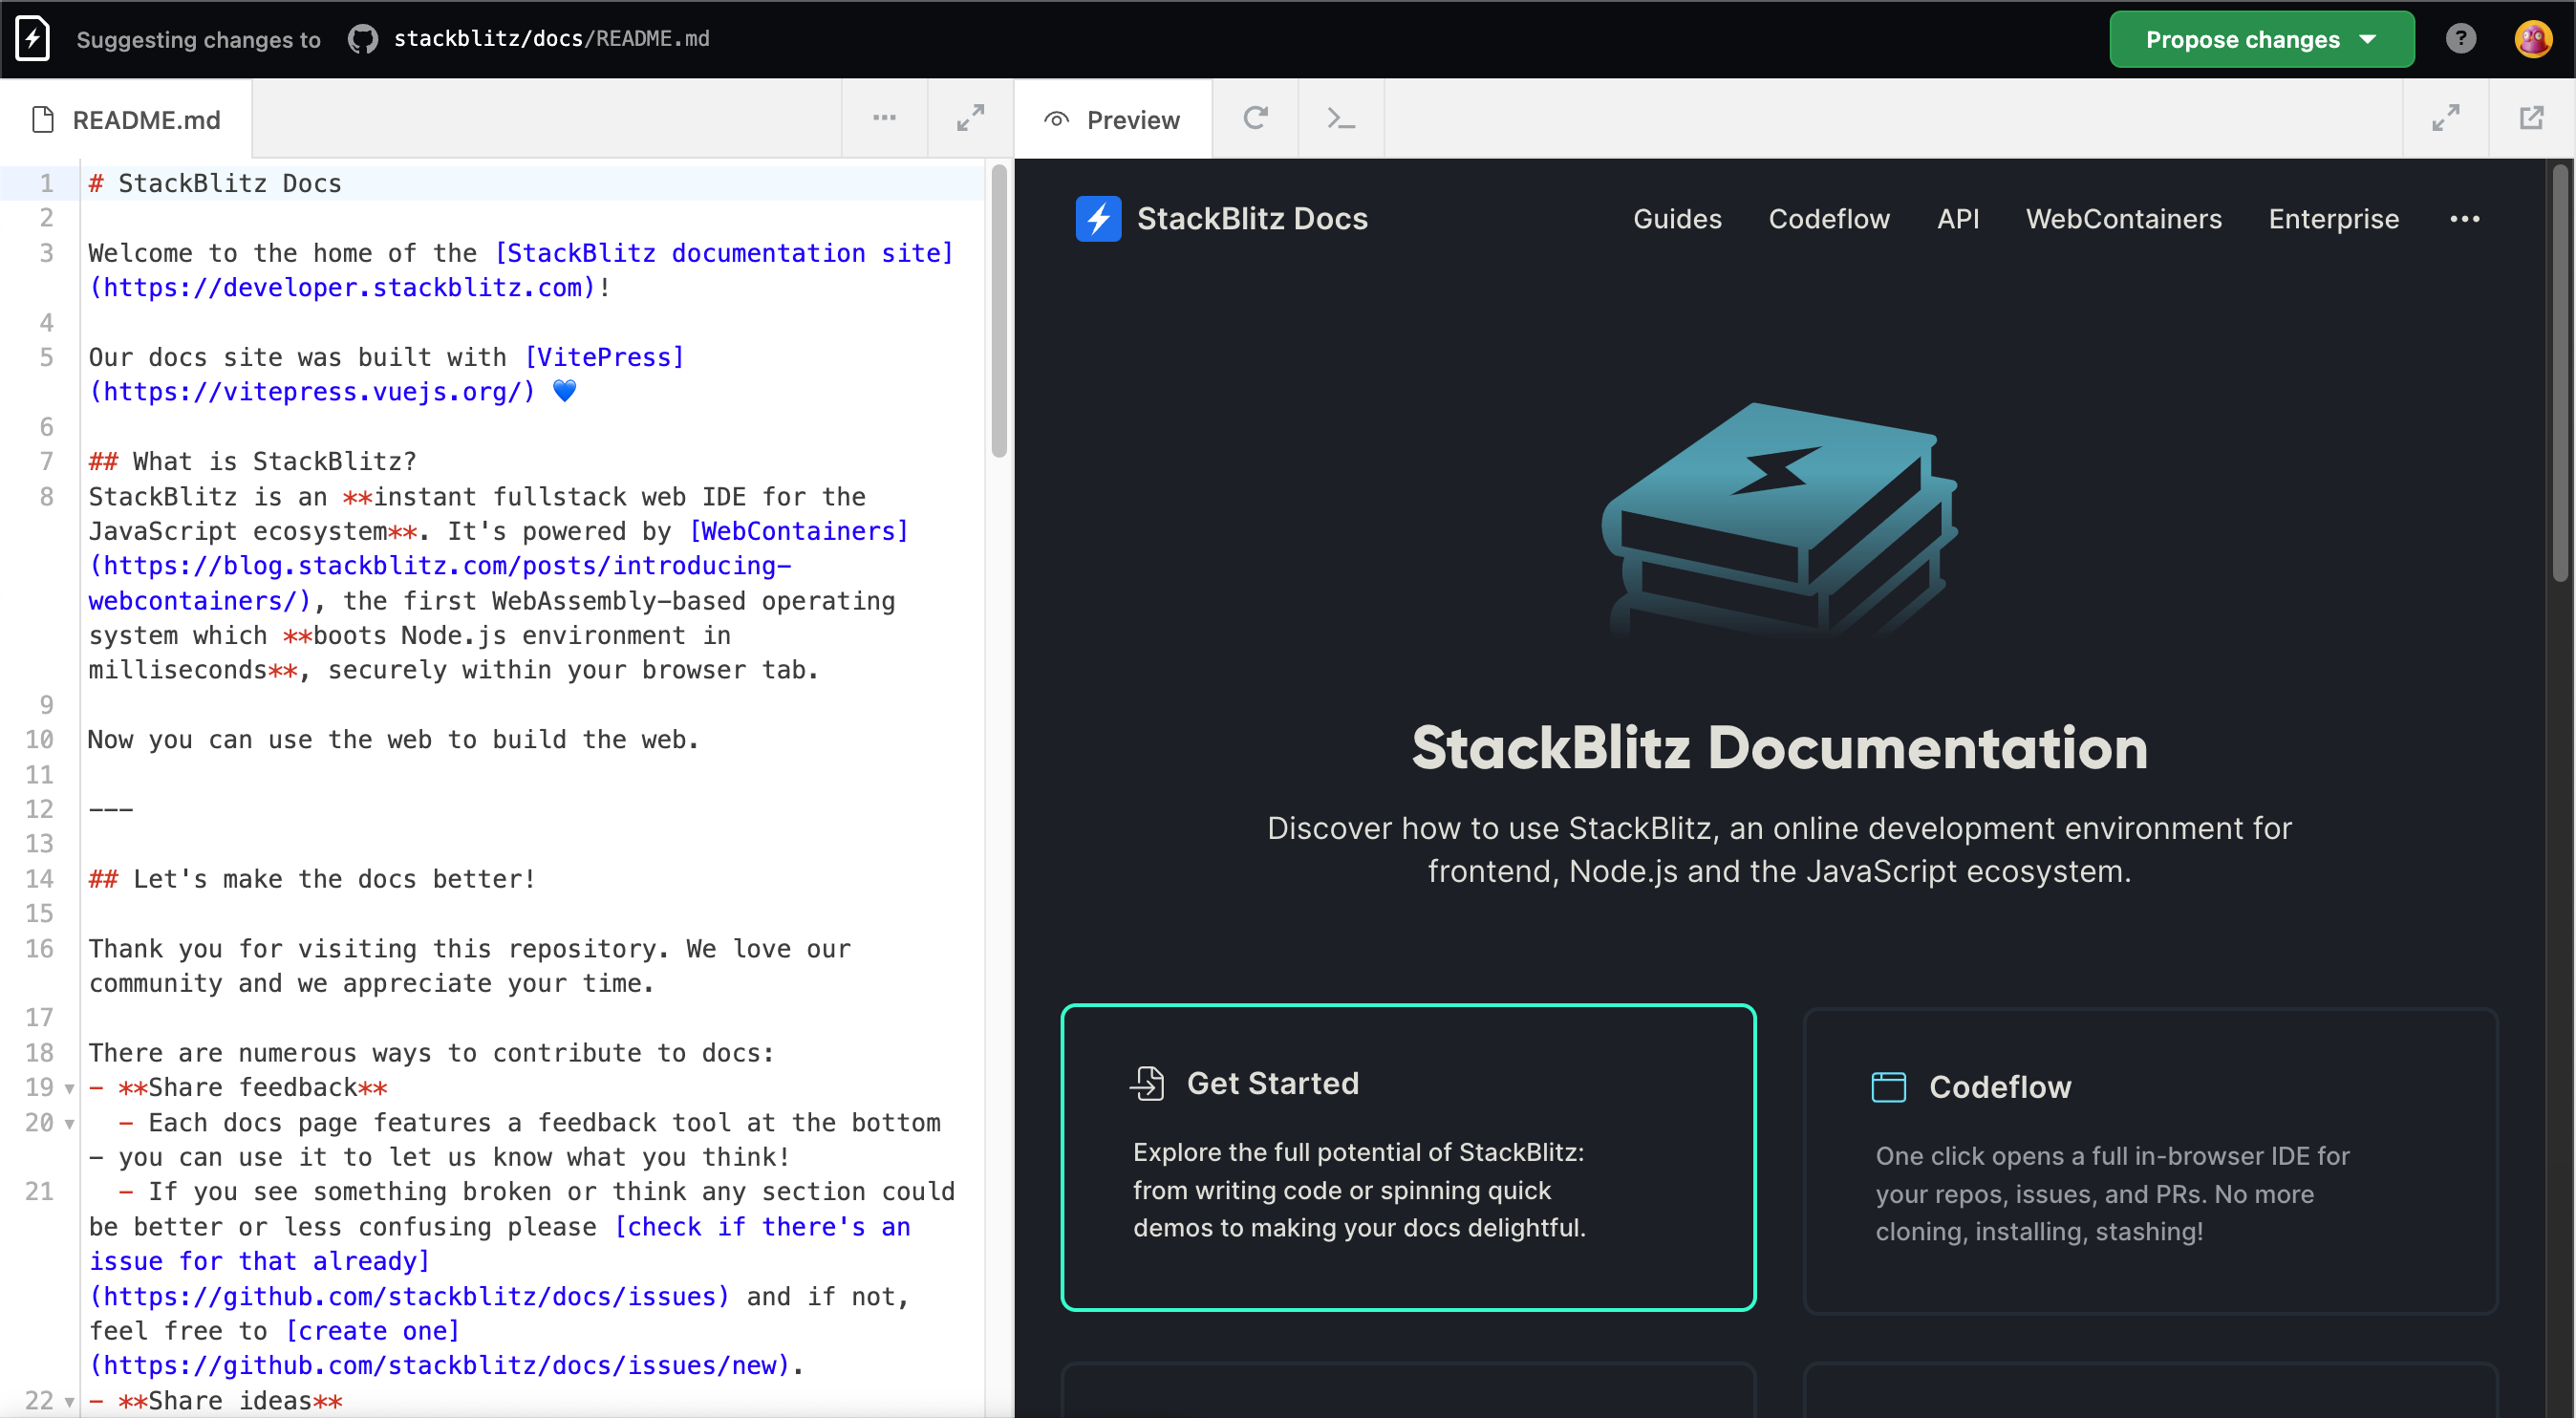 Suggesting changes to stackblitz/docs/README.md
Propose changes
?
README.md
Preview
1 # StackBlitz Docs
2
3 Welcome to the home of the [StackBlitz documentation site]
(https://developer.stackblitz.com)!
4
5 Our docs site was built with [VitePress]
(https://vitepress.vuejs.org/) 💙
6
7 ## What is StackBlitz?
8 StackBlitz is an **instant fullstack web IDE for the
JavaScript ecosystem**. It's powered by [WebContainers]
(https://blog.stackblitz.com/posts/introducing-
webcontainers/), the first WebAssembly-based operating
system which **boots Node.js environment in
milliseconds**, securely within your browser tab.
9
10 Now you can use the web to build the web.
11
12 ---
13
14 ## Let's make the docs better!
15
16 Thank you for visiting this repository. We love our
community and we appreciate your time.
17
18 There are numerous ways to contribute to docs:
19 - **Share feedback**
20 - Each docs page features a feedback tool at the bottom
- you can use it to let us know what you think!
21 - If you see something broken or think any section could
be better or less confusing please [check if there's an
issue for that already]
(https://github.com/stackblitz/docs/issues) and if not,
feel free to [create one]
(https://github.com/stackblitz/docs/issues/new).
22 - **Share ideas**
StackBlitz Docs
Guides Codeflow API WebContainers Enterprise
StackBlitz Documentation
Discover how to use StackBlitz, an online development environment for
frontend, Node.js and the JavaScript ecosystem.
Get Started
Explore the full potential of StackBlitz:
from writing code or spinning quick
demos to making your docs delightful.
Codeflow
One click opens a full in-browser IDE for
your repos, issues, and PRs. No more
cloning, installing, stashing!